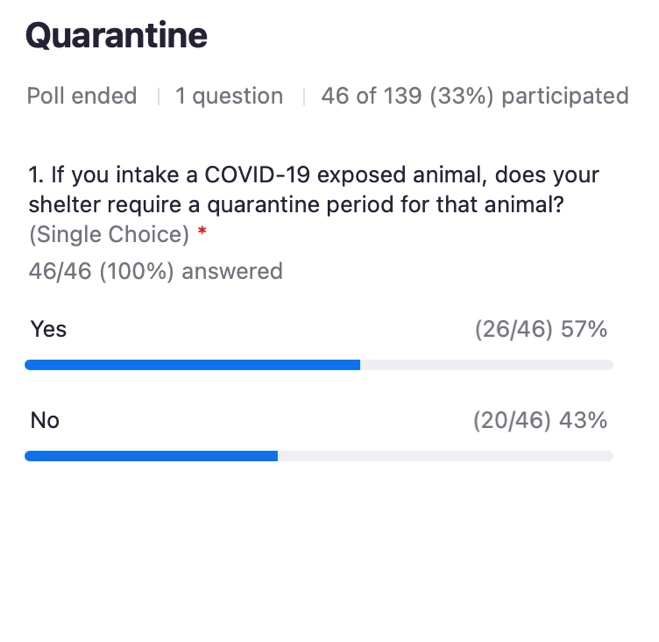 Quarantine
Poll ended | 1 question | 46 of 139 (33%) participated
1. If you intake a COVID-19 exposed animal, does your
shelter require a quarantine period for that animal?
(Single Choice) *
46/46 (100%) answered
Yes (26/46) 57%
No (20/46) 43%